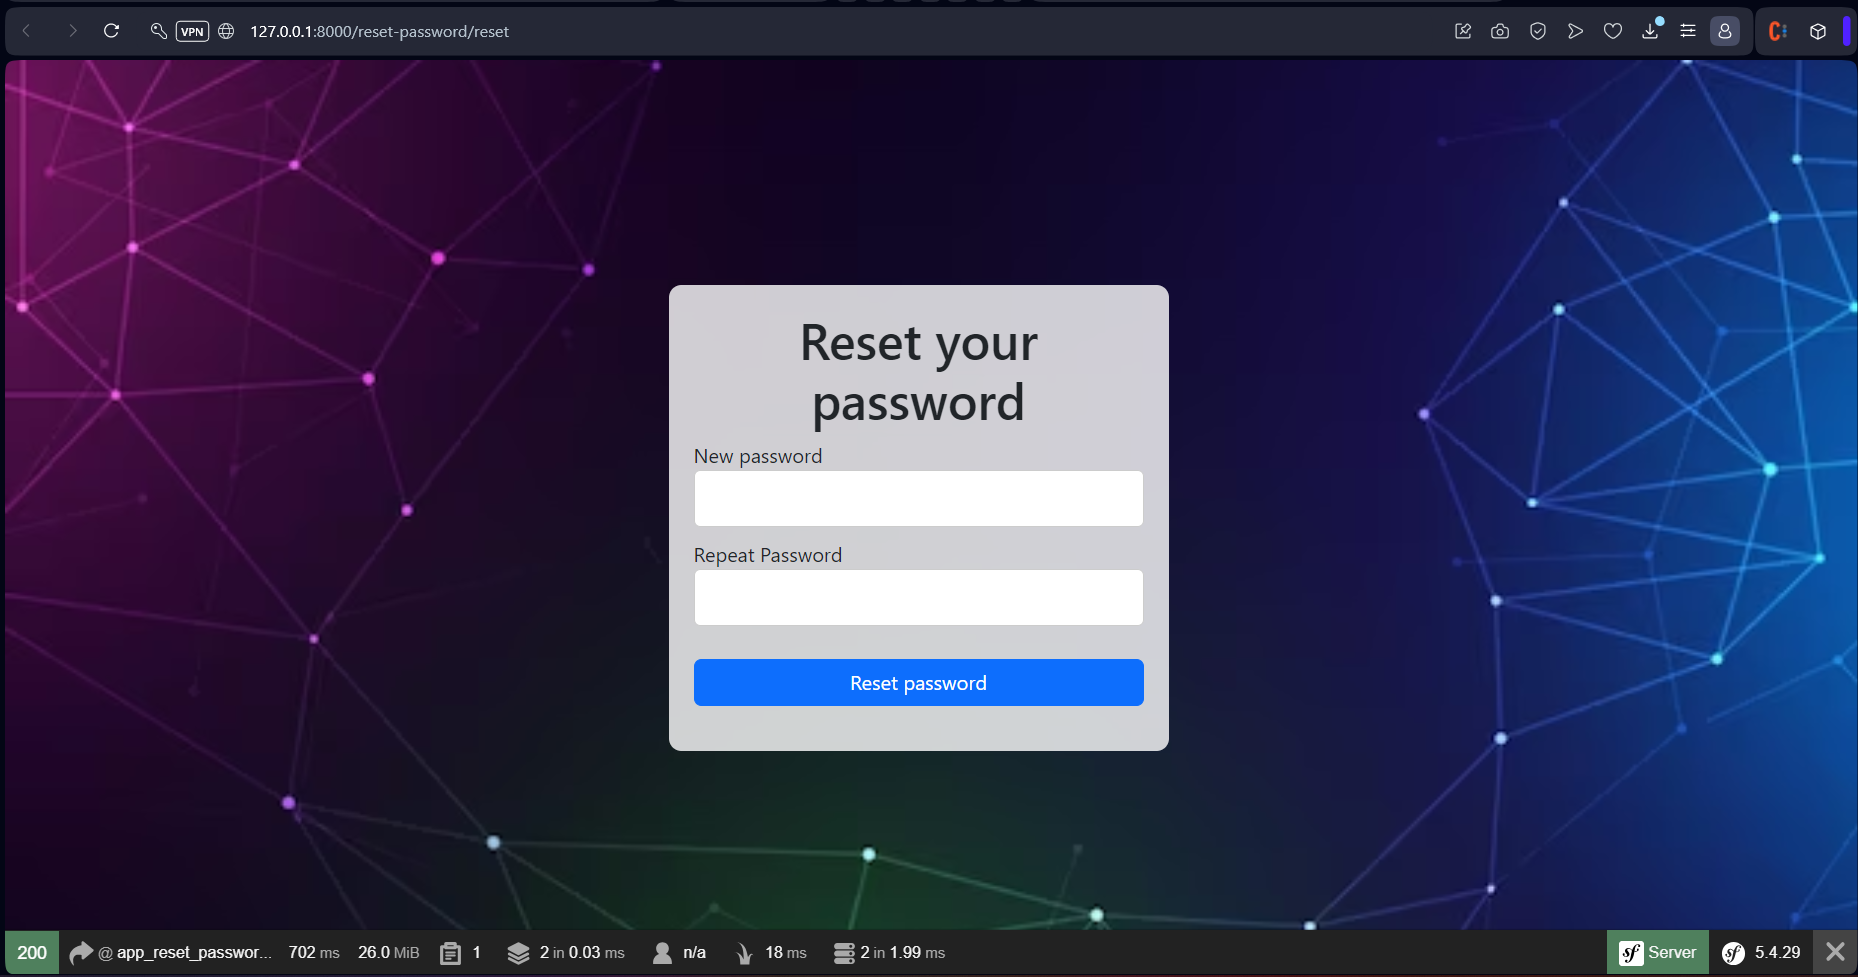 VPN 127.0.0.1:8000/reset-password/reset
Reset your
password
New password
Repeat Password
Reset password
200 @ app_reset_passwor... 702 ms 26.0 MiB 1 2 in 0.03 ms n/a 18 ms 2 in 1.99 ms sf Server sf 5.4.29